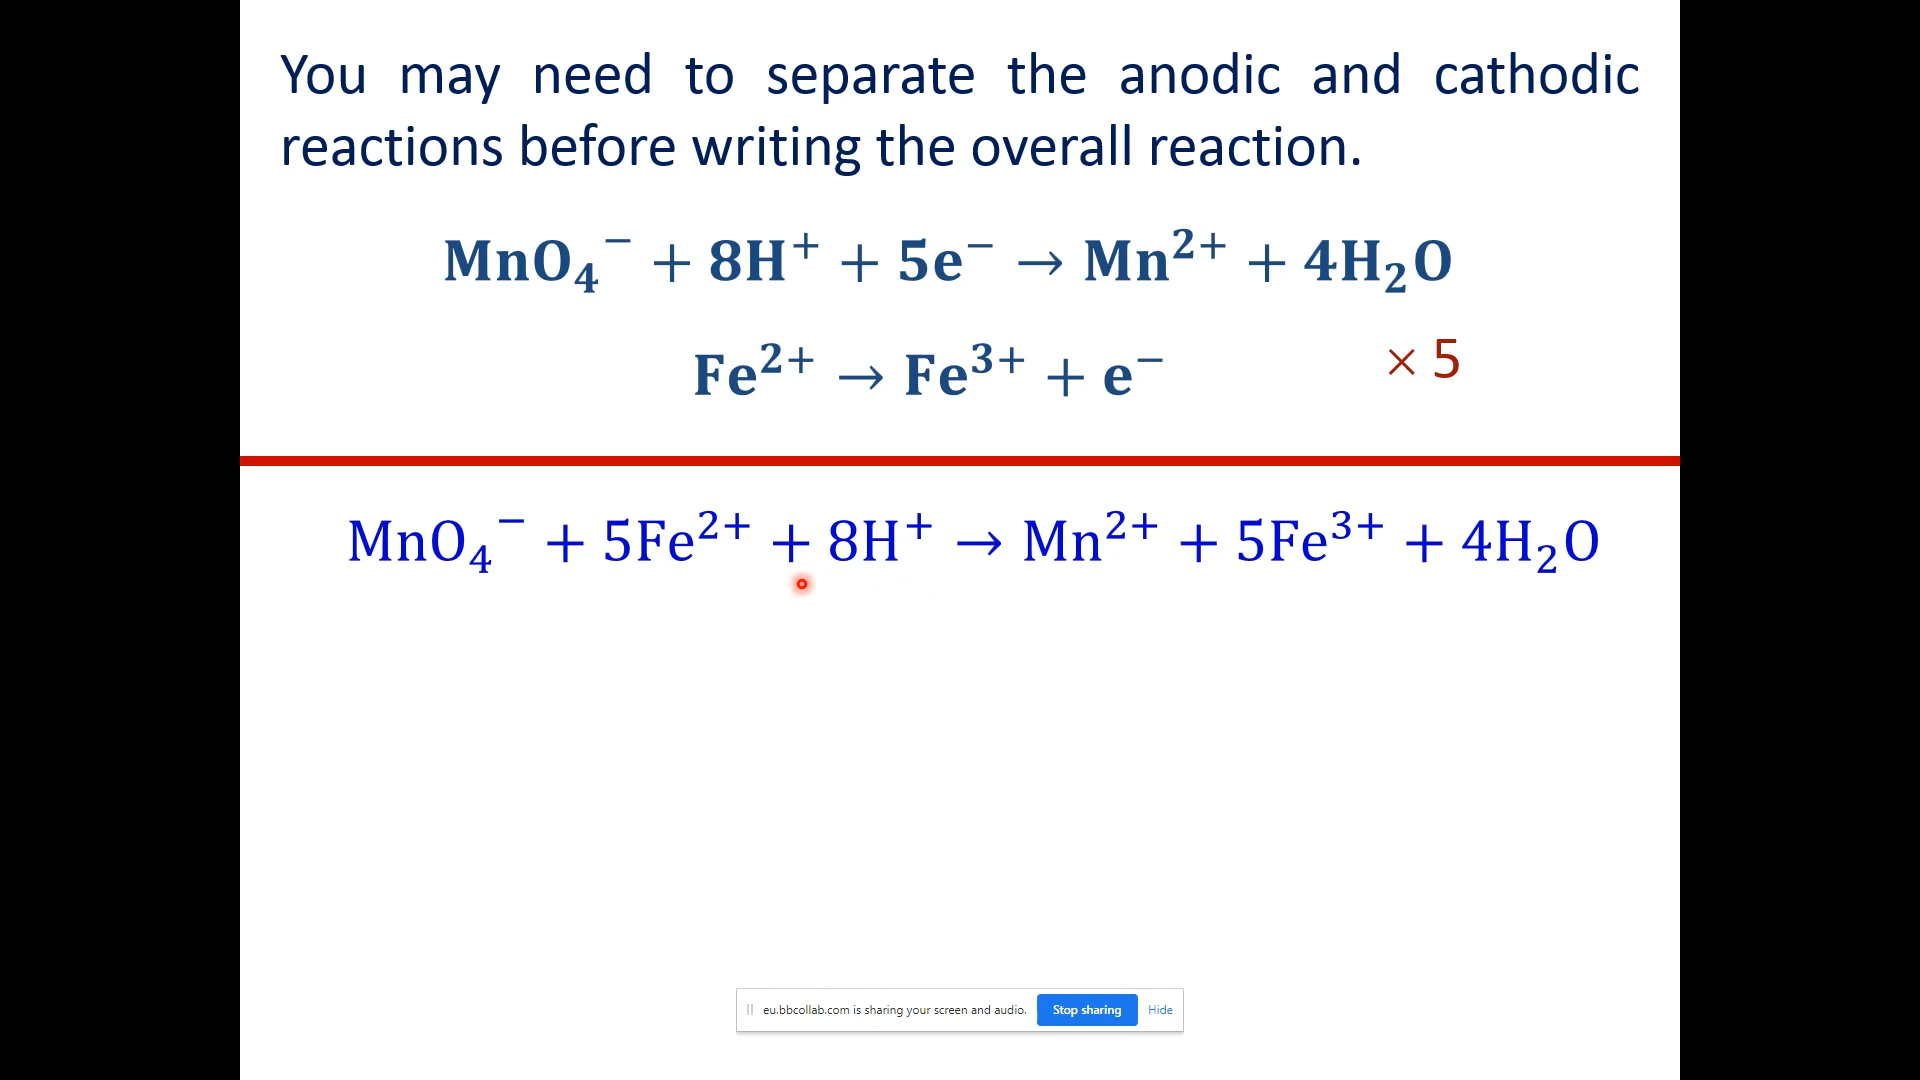 You may need to separate the anodic and cathodic
reactions before writing the overall reaction.
MnO₄⁻ + 8H⁺ + 5e⁻ → Mn²⁺ + 4H₂O
Fe²⁺ → Fe³⁺ + e⁻ × 5
MnO₄⁻ + 5Fe²⁺ + 8H⁺ → Mn²⁺ + 5Fe³⁺ + 4H₂O
eu.bbcollab.com is sharing your screen and audio. Stop sharing Hide